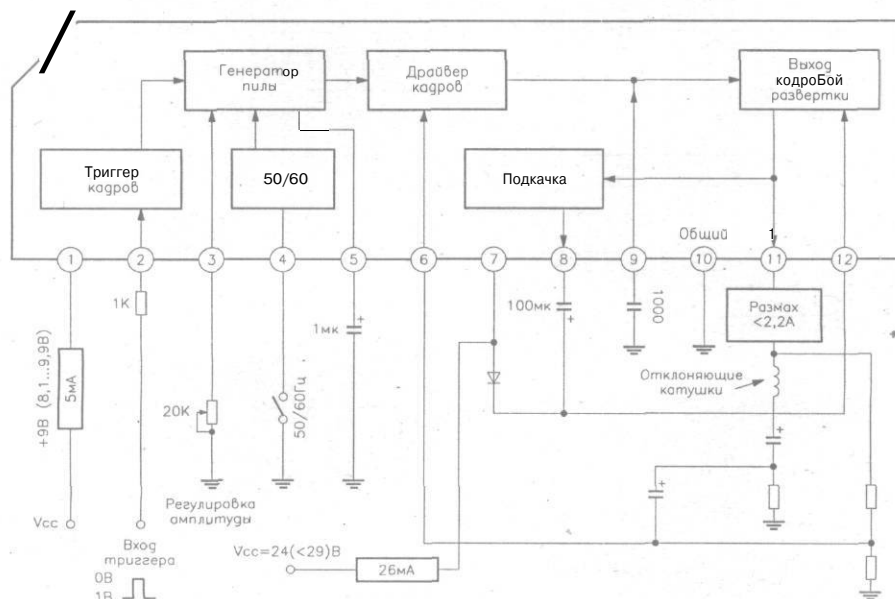 Генератор
пилы
Драйвер
кадров
Выход
кодроБой
развертки
Триггер
кадров
50/60
Подкачка
Общий
1
1
2
3
4
5
6
7
8
9
10
11
12
1К
+9В (8,1...9,9В)
5мА
20К
50/60Гц
1мк
100мк
1000
Размах
<2,2А
Отклоняющие
катушки
+
+
+
+
+
Регулировка
амплитуды
Vcc
Вход
триггера
0В
1В
Vcc=24(<29)В
26мА